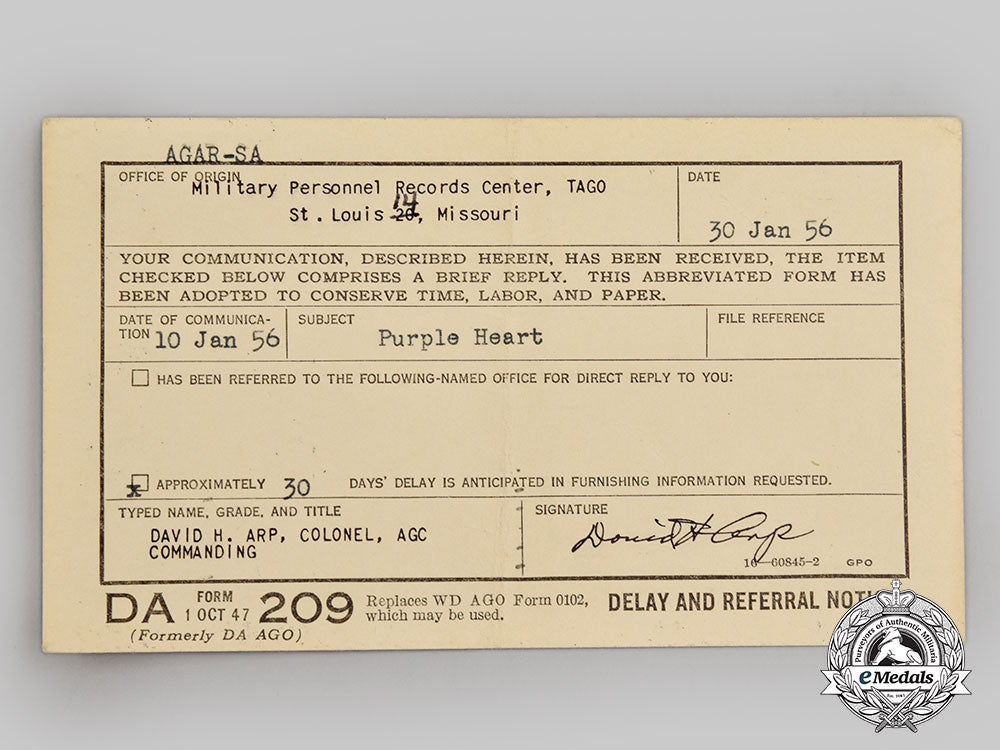 AGAR-SA
OFFICE OF ORIGIN
Military Personnel Records Center, TAGO
14
St. Louis 20, Missouri
DATE
30 Jan 56
YOUR COMMUNICATION, DESCRIBED HEREIN, HAS BEEN RECEIVED, THE ITEM
CHECKED BELOW COMPRISES A BRIEF REPLY. THIS ABBREVIATED FORM HAS
BEEN ADOPTED TO CONSERVE TIME, LABOR, AND PAPER.
DATE OF COMMUNICA-
TION 10 Jan 56
SUBJECT
Purple Heart
FILE REFERENCE
HAS BEEN REFERRED TO THE FOLLOWING-NAMED OFFICE FOR DIRECT REPLY TO YOU:
x APPROXIMATELY 30 DAYS' DELAY IS ANTICIPATED IN FURNISHING INFORMATION REQUESTED.
TYPED NAME, GRADE, AND TITLE
DAVID H. ARP, COLONEL, AGC
COMMANDING
SIGNATURE
David H Arp
16—60845-2 GPO
DA FORM 1 OCT 47 209
(Formerly DA AGO)
Replaces WD AGO Form 0102,
which may be used.
DELAY AND REFERRAL NOTI
Purveyors of Authentic Militaria
eMedals